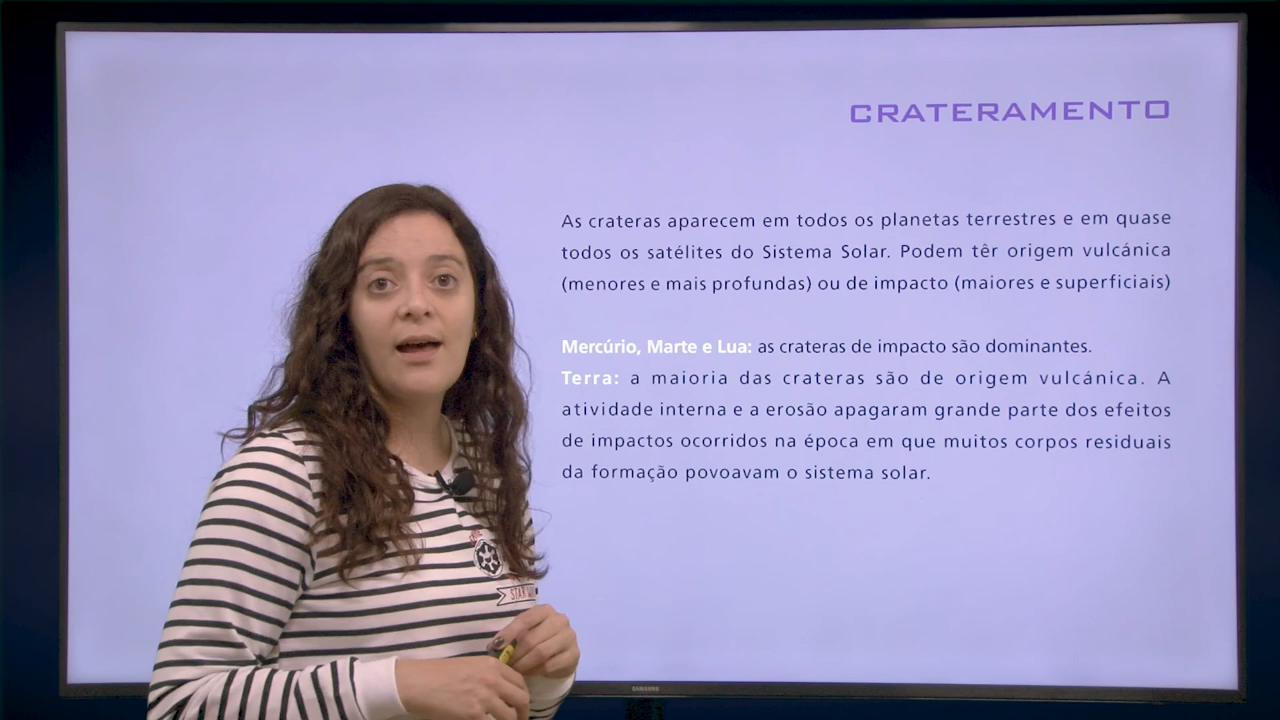 CRATERAMENTO
As crateras aparecem em todos os planetas terrestres e em quase
todos os satélites do Sistema Solar. Podem têr origem vulcánica
(menores e mais profundas) ou de impacto (maiores e superficiais)
Mercúrio, Marte e Lua: as crateras de impacto são dominantes.
Terra: a maioria das crateras são de origem vulcánica. A
atividade interna e a erosão apagaram grande parte dos efeitos
de impactos ocorridos na época em que muitos corpos residuais
da formação povoavam o sistema solar.
SAMSUNG